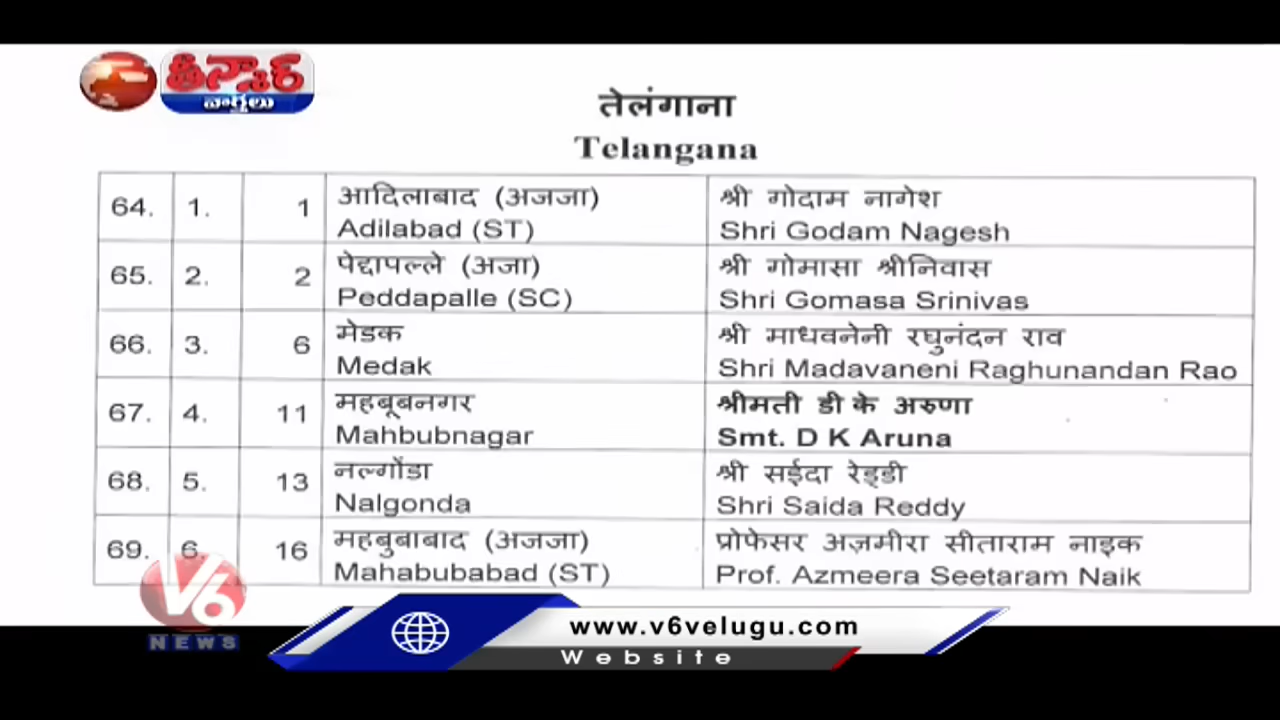 తీన్మార్
వార్తలు
तेलंगाना
Telangana
64. 1. 1 आदिलाबाद (अजजा) श्री गोदाम नागेश
Adilabad (ST) Shri Godam Nagesh
65. 2. 2 पेद्दापल्ले (अजा) श्री गोमासा श्रीनिवास
Peddapalle (SC) Shri Gomasa Srinivas
66. 3. 6 मेडक श्री माधवनेनी रघुनंदन राव
Medak Shri Madavaneni Raghunandan Rao
67. 4. 11 महबूबनगर श्रीमती डी के अरुणा
Mahbubnagar Smt. D K Aruna
68. 5. 13 नल्गोंडा श्री सईदा रेड्डी
Nalgonda Shri Saida Reddy
69. 6. 16 महबुबाबाद (अजजा) प्रोफेसर अज़मीरा सीताराम नाइक
Mahabubabad (ST) Prof. Azmeera Seetaram Naik
V6
NEWS
www.v6velugu.com
Website